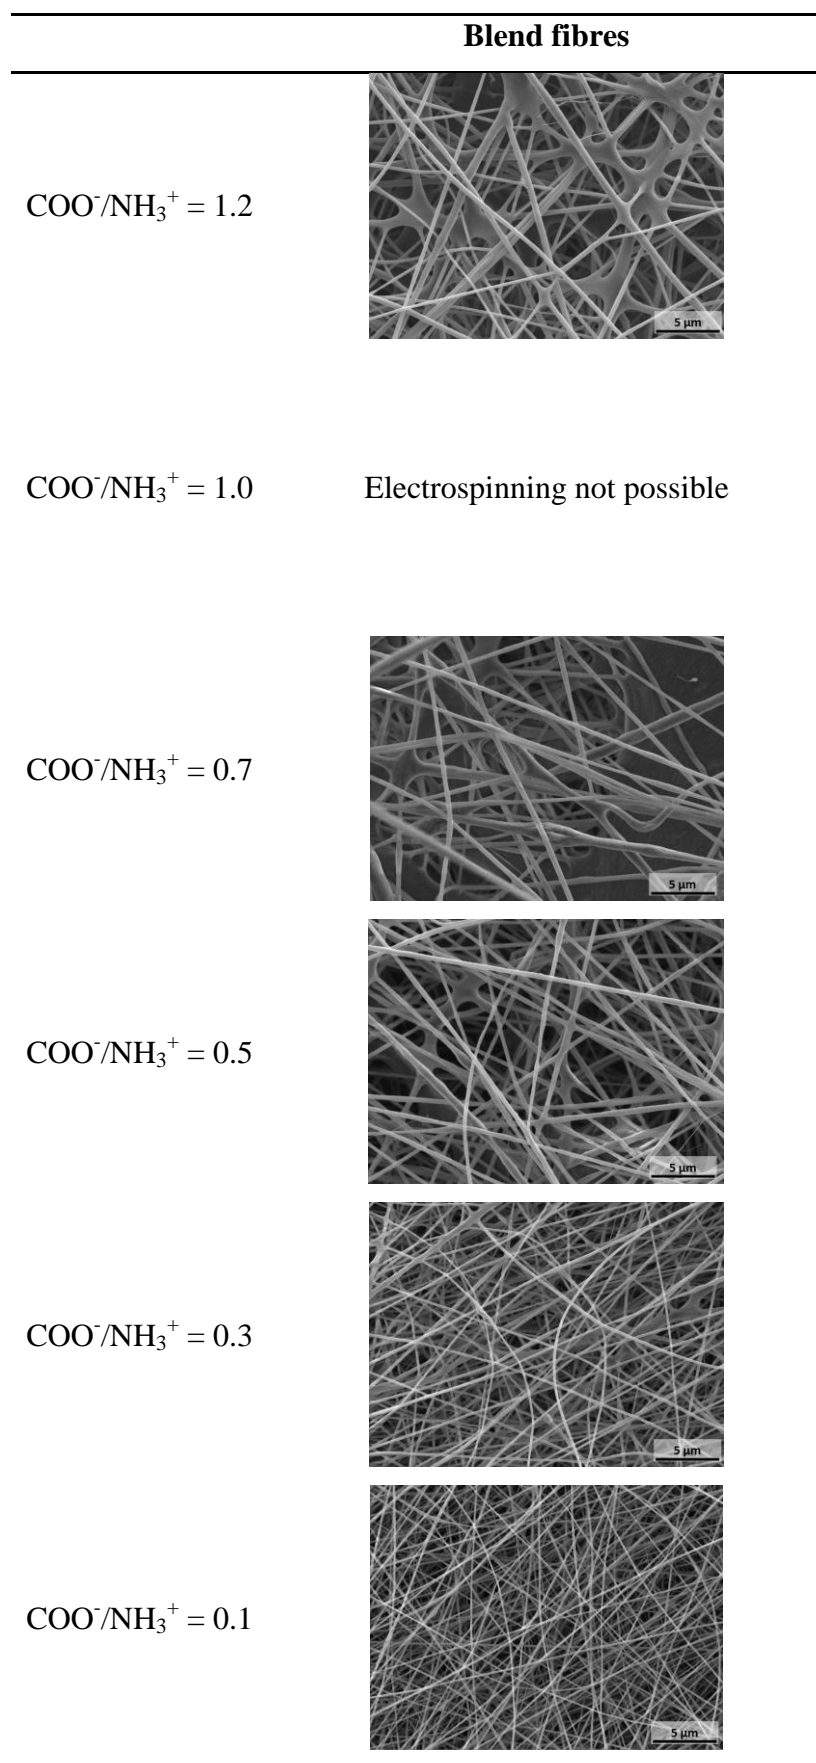 Blend fibres
COO⁻/NH₃⁺ = 1.2
5 µm
COO⁻/NH₃⁺ = 1.0 Electrospinning not possible
COO⁻/NH₃⁺ = 0.7
5 µm
COO⁻/NH₃⁺ = 0.5
5 µm
COO⁻/NH₃⁺ = 0.3
5 µm
COO⁻/NH₃⁺ = 0.1
5 µm